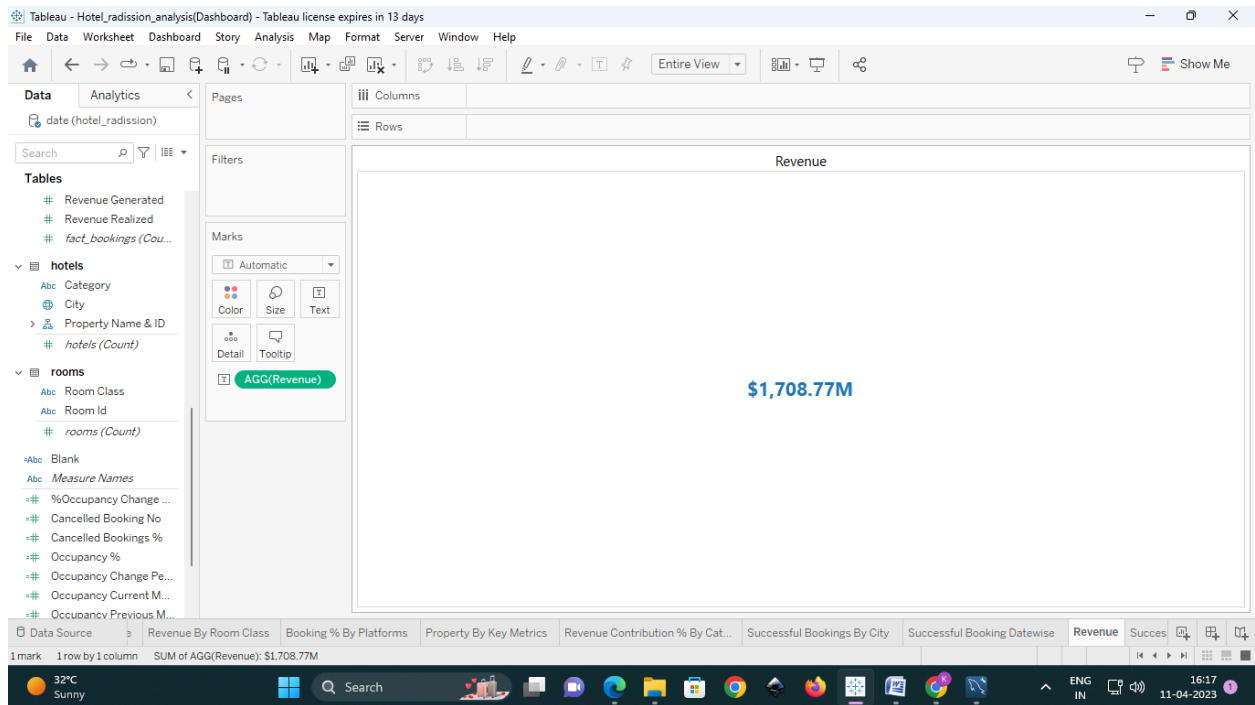 Tableau - Hotel_radission_analysis(Dashboard) - Tableau license expires in 13 days
File Data Worksheet Dashboard Story Analysis Map Format Server Window Help
Entire View
Show Me
Data Analytics
date (hotel_radission)
Search
Tables
# Revenue Generated
# Revenue Realized
# fact_bookings (Cou...
hotels
Abc Category
City
Property Name & ID
# hotels (Count)
rooms
Abc Room Class
Abc Room Id
# rooms (Count)
=Abc Blank
Abc Measure Names
=# %Occupancy Change ...
=# Cancelled Booking No
=# Cancelled Bookings %
=# Occupancy %
=# Occupancy Change Pe...
=# Occupancy Current M...
=# Occupancy Previous M...
Pages
Filters
Marks
T Automatic
Color Size Text
Detail Tooltip
T AGG(Revenue)
Columns
Rows
Revenue
$1,708.77M
Data Source Revenue By Room Class Booking % By Platforms Property By Key Metrics Revenue Contribution % By Cat... Successful Bookings By City Successful Booking Datewise Revenue Succes
1 mark 1 row by 1 column SUM of AGG(Revenue): $1,708.77M
32°C
Sunny
Search
K
W
ENG
IN
16:17
11-04-2023
1